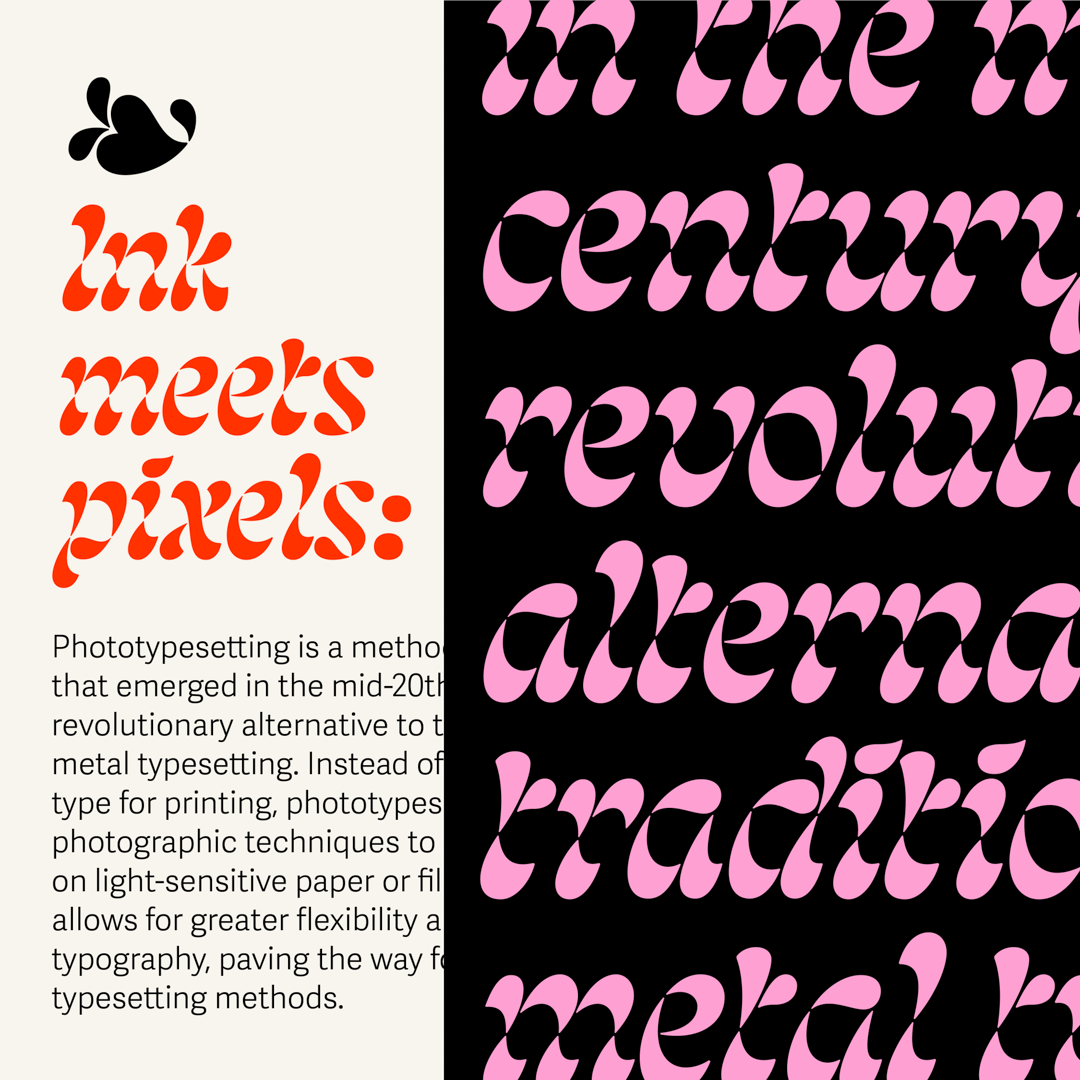 Ink
meets
pixels:
Phototypesetting is a metho
that emerged in the mid-20th
revolutionary alternative to t
metal typesetting. Instead of
type for printing, phototypes
photographic techniques to
on light-sensitive paper or fil
allows for greater flexibility a
typography, paving the way fo
typesetting methods.
in the m
century
revolut
alterna
traditio
metal t